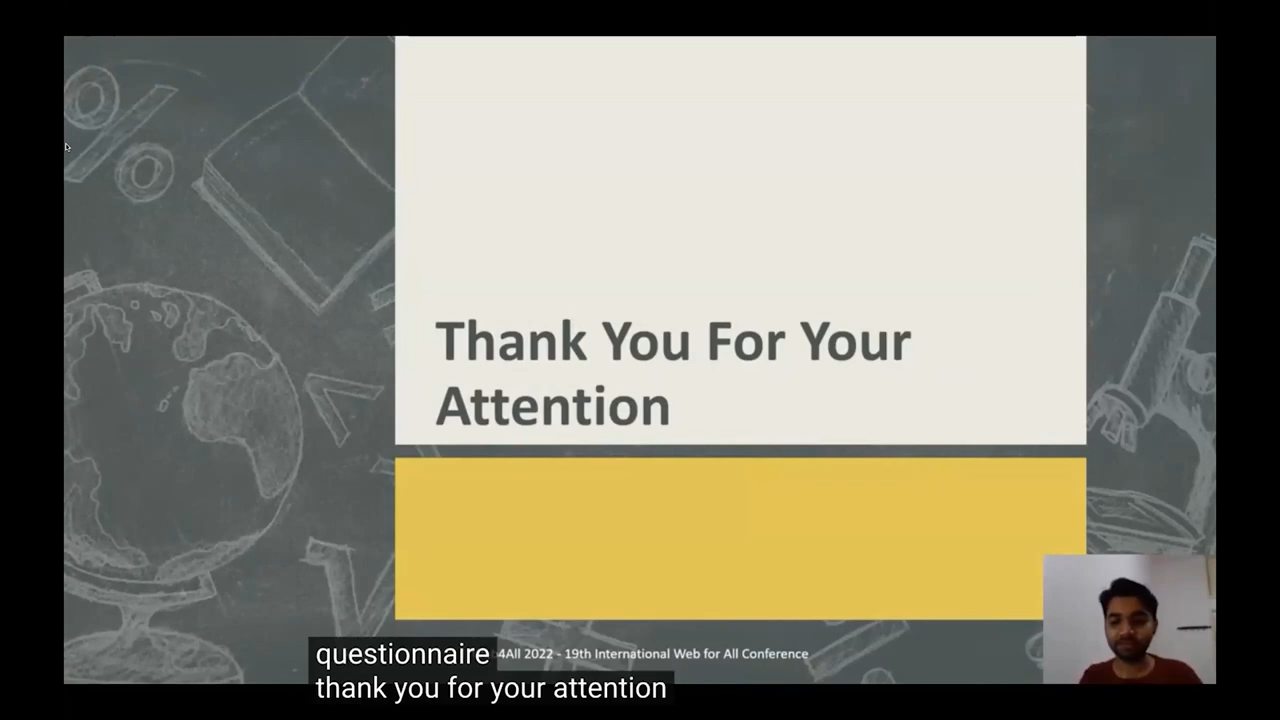 Thank You For Your
Attention
4All 2022 - 19th International Web for All Conference
questionnaire
thank you for your attention